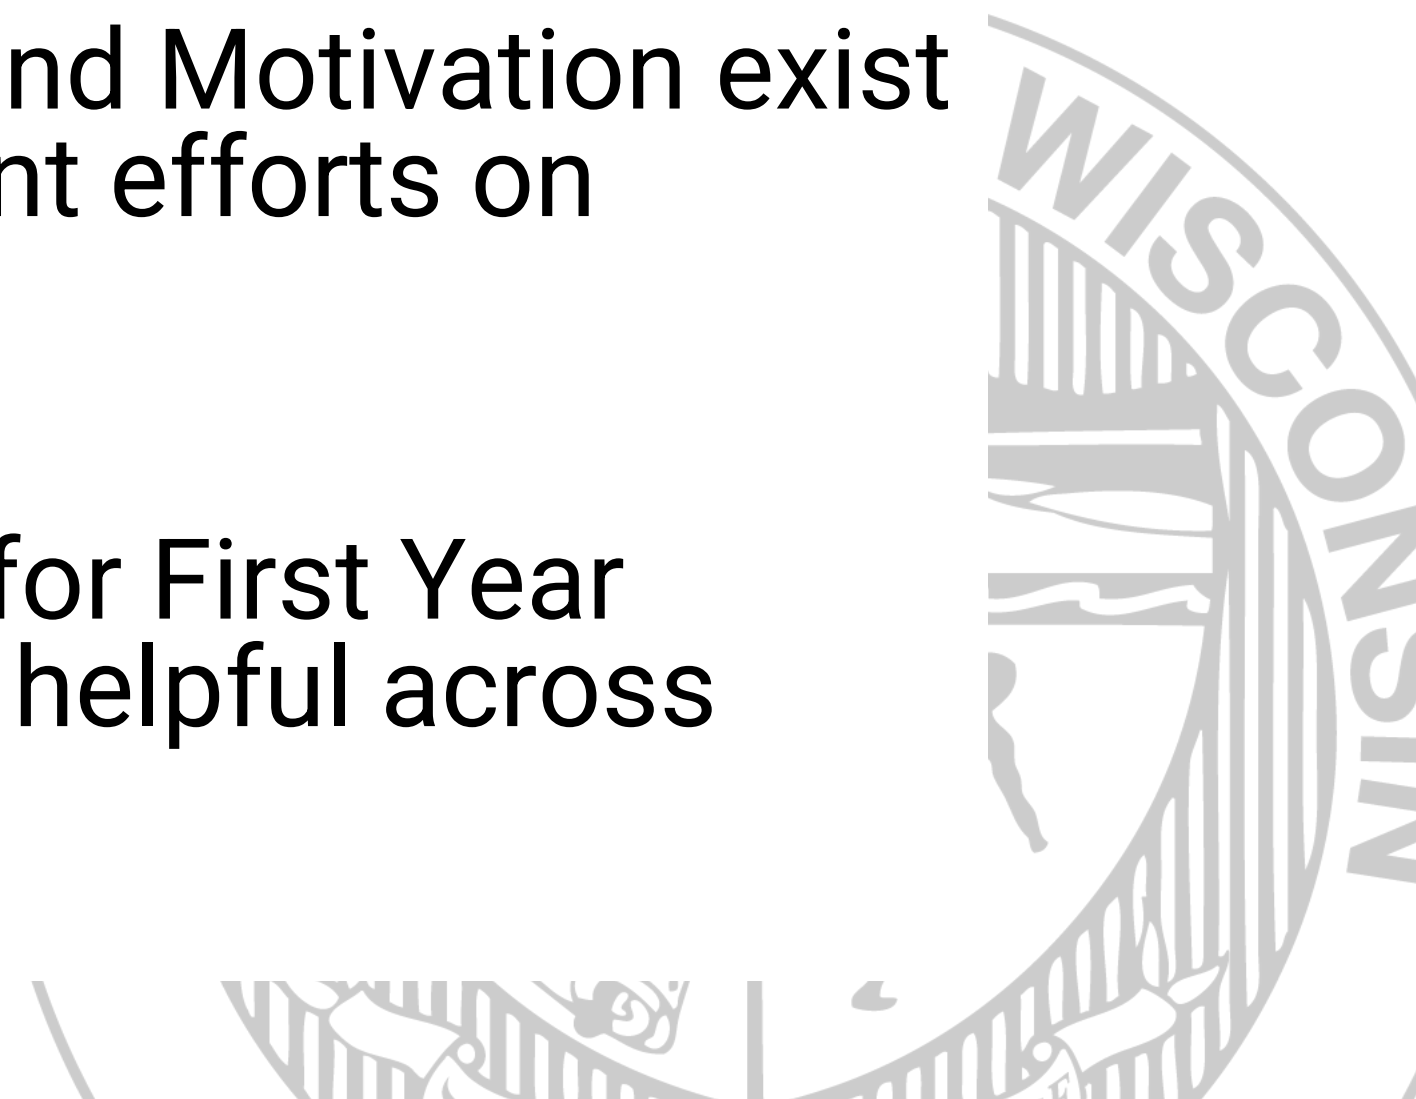 nd Motivation exist
nt efforts on
for First Year
helpful across
WISCONSIN